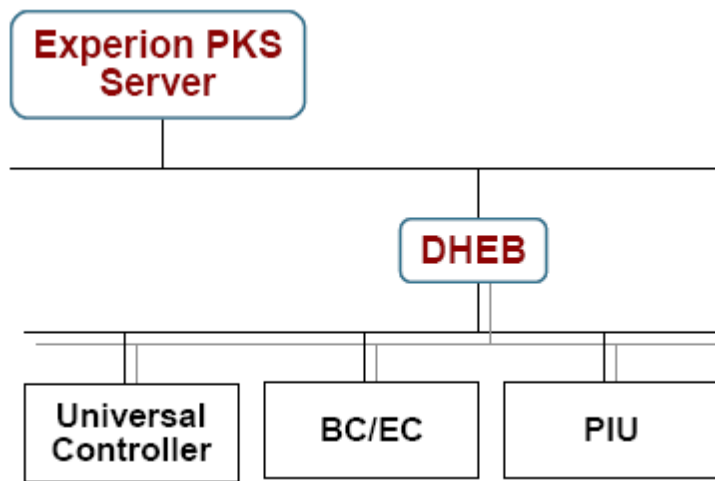 Experion PKS
Server
DHEB
Universal
Controller
BC/EC
PIU